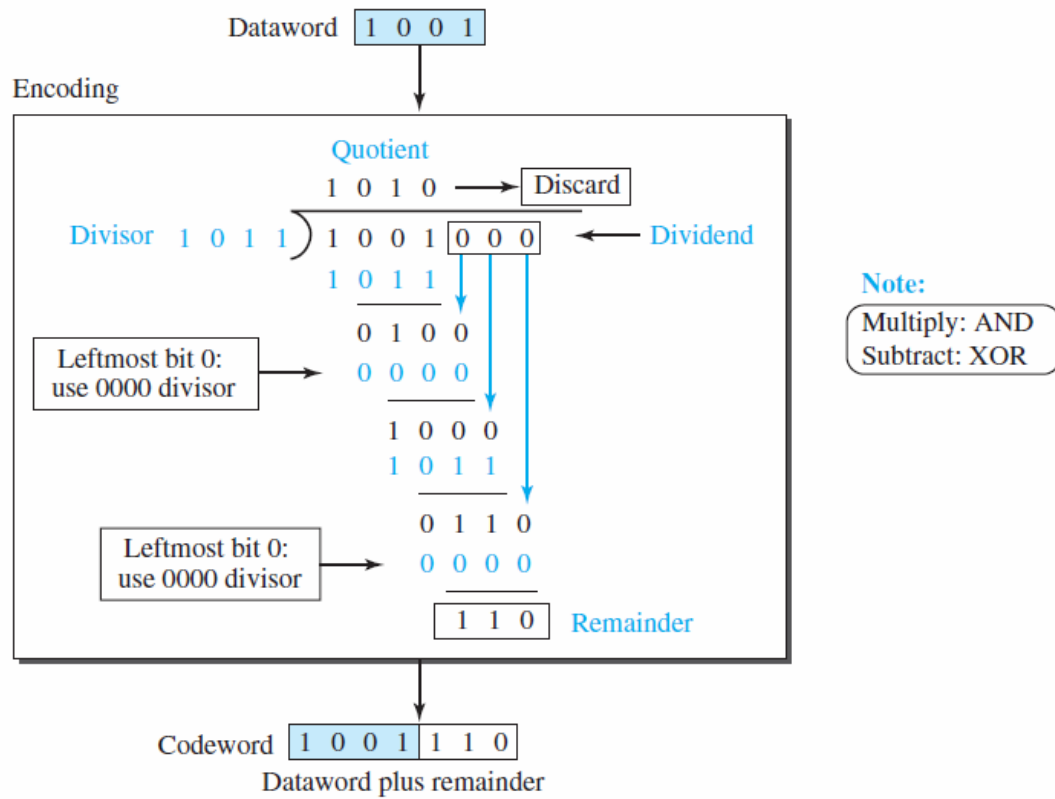 Dataword 1 0 0 1
Encoding
Quotient
1 0 1 0 Discard
Divisor 1 0 1 1 1 0 0 1 0 0 0 Dividend
1 0 1 1
Note:
Multiply: AND
Subtract: XOR
0 1 0 0
Leftmost bit 0:
use 0000 divisor
0 0 0 0
1 0 0 0
1 0 1 1
0 1 1 0
Leftmost bit 0:
use 0000 divisor
0 0 0 0
1 1 0 Remainder
Codeword 1 0 0 1 1 1 0
Dataword plus remainder